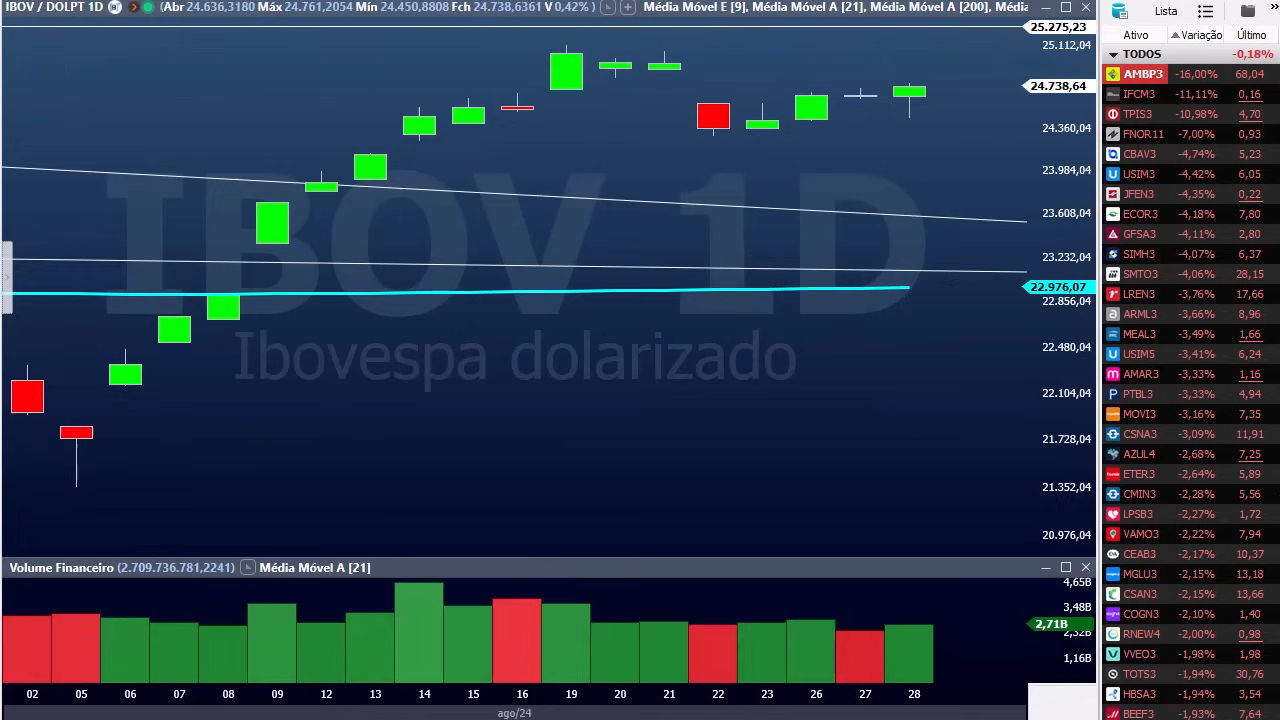 IBOV / DOLPT 1D (Abr 24.636,3180 Máx 24.761,2054 Mín 24.450,8808 Fch 24.738,6361 V 0,42%) Média Móvel E [9], Média Móvel A [21], Média Móvel A [200], Média
25.275,23
25.112,04
24.738,64
24.360,04
23.984,04
23.608,04
23.232,04
22.976,07
22.856,04
22.480,04
22.104,04
21.728,04
21.352,04
20.976,04
IBOV 1D
Ibovespa dolarizado
Volume Financeiro (2.709.736.781,2241) Média Móvel A [21]
4,65B
3,48B
2,71B
2,32B
1,16B
02 05 06 07 08 09 12 13 14 15 16 19 20 21 22 23 26 27 28
ago/24
Lista
Ativo Variação Último
TODOS -0,18%
AMBP3 -16,00% 68,04
IFCM3 -11,11% 0,16
TPIS3 -10,98% 4,70
FNOR11 -7,00% 0,93
CBAV3 -4,74% 5,23
USIM3 -4,42% 6,05
JFEN3 -4,35% 0,22
ECOR3 -4,18% 7,80
GFSA3 -4,11% 2,80
SIMH3 -4,07% 6,37
SMTO3 -4,06% 28,15
LREN3 -3,76% 17,66
ARML3 -3,66% 8,96
MEAL3 -3,49% 1,66
USIM5 -3,41% 6,24
AMAR3 -3,33% 1,16
PTBL3 -3,33% 4,94
MOVI3 -3,16% 7,35
CSNA3 -3,09% 11,91
AZUL4 -2,68% 7,25
ETER3 -2,64% 5,89
CMIN3 -2,28% 5,56
LPSB3 -2,27% 1,72
VAMO3 -2,22% 7,94
CEAB3 -2,17% 10,37
MGLU3 -2,15% 13,18
CSAN3 -2,15% 13,66
COGN3 -2,10% 1,40
RNEW4 -2,00% 0,98
VVEO3 -1,98% 1,98
TOTS3 -1,94% 30,76
HBSA3 -1,94% 3,54
BEEF3 -1,93% 7,64